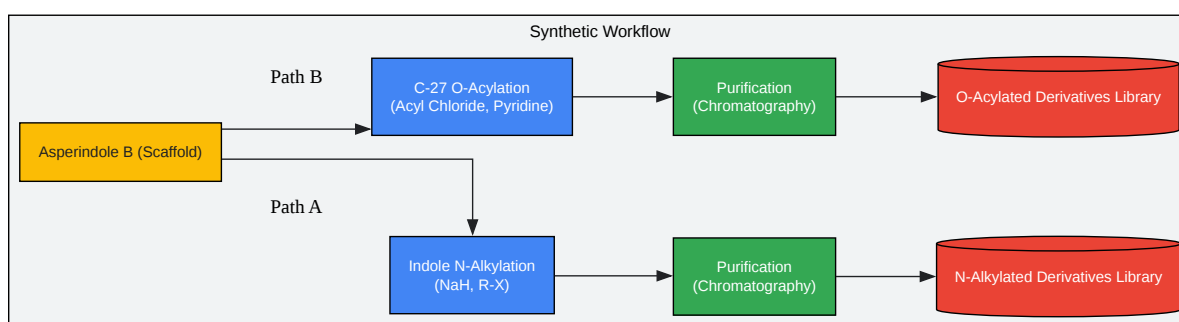 Synthetic Workflow
Path B
C-27 O-Acylation
(Acyl Chloride, Pyridine)
Purification
(Chromatography)
O-Acylated Derivatives Library
Asperindole B (Scaffold)
Path A
Indole N-Alkylation
(NaH, R-X)
Purification
(Chromatography)
N-Alkylated Derivatives Library